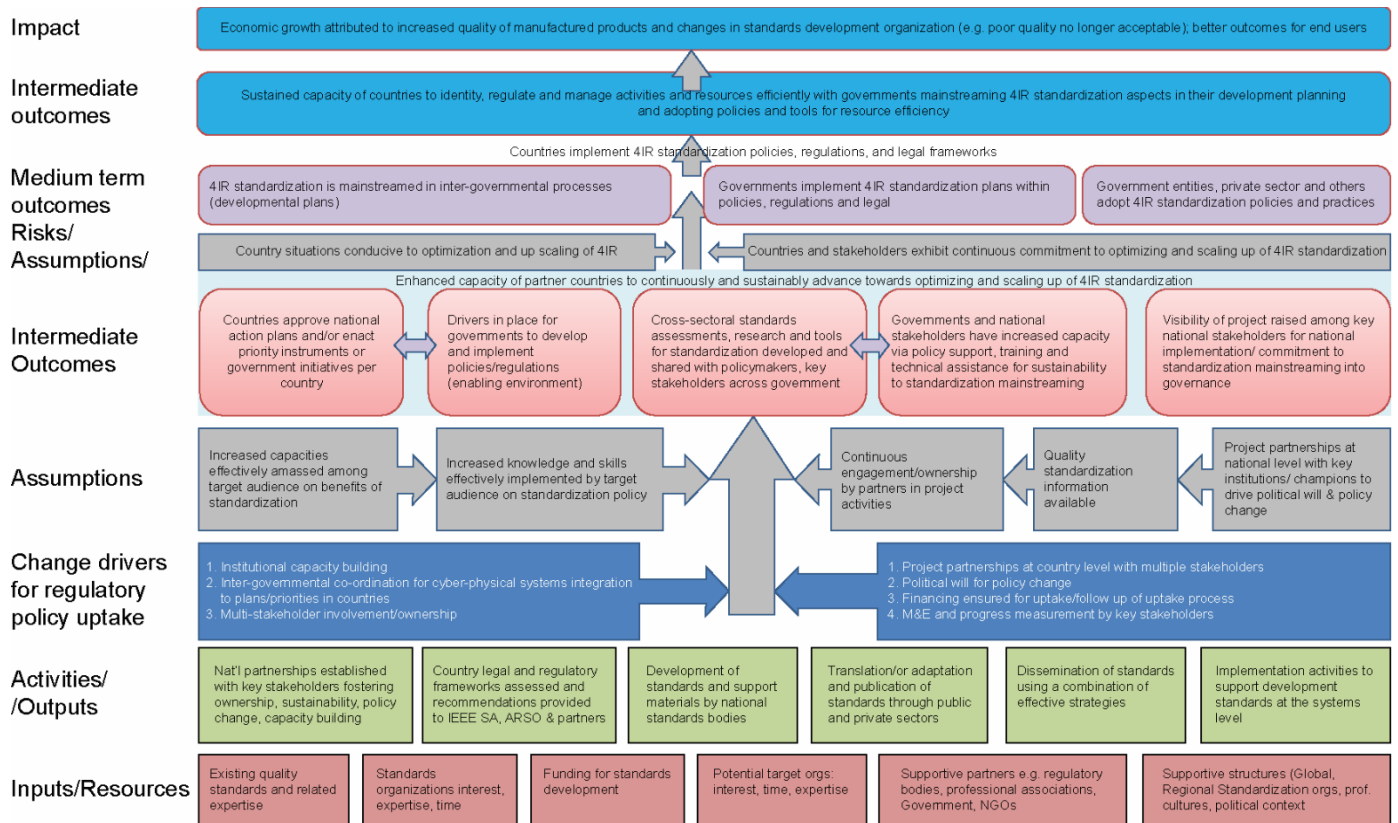 Impact
Economic growth attributed to increased quality of manufactured products and changes in standards development organization (e.g. poor quality no longer acceptable); better outcomes for end users
Intermediate
outcomes
Sustained capacity of countries to identity, regulate and manage activities and resources efficiently with governments mainstreaming 4IR standardization aspects in their development planning
and adopting policies and tools for resource efficiency
Countries implement 4IR standardization policies, regulations, and legal frameworks
Medium term
outcomes
Risks/
Assumptions/
4IR standardization is mainstreamed in inter-governmental processes
(developmental plans)
Governments implement 4IR standardization plans within
policies, regulations and legal
Government entities, private sector and others
adopt 4IR standardization policies and practices
Country situations conducive to optimization and up scaling of 4IR
Countries and stakeholders exhibit continuous commitment to optimizing and scaling up of 4IR standardization
Enhanced capacity of partner countries to continuously and sustainably advance towards optimizing and scaling up of 4IR standardization
Intermediate
Outcomes
Countries approve national
action plans and/or enact
priority instruments or
government initiatives per
country
Drivers in place for
governments to develop
and implement
policies/regulations
(enabling environment)
Cross-sectoral standards
assessments, research and tools
for standardization developed and
shared with policymakers, key
stakeholders across government
Governments and national
stakeholders have increased capacity
via policy support, training and
technical assistance for sustainability
to standardization mainstreaming
Visibility of project raised among key
national stakeholders for national
implementation/ commitment to
standardization mainstreaming into
governance
Assumptions
Increased capacities
effectively amassed among
target audience on benefits of
standardization
Increased knowledge and skills
effectively implemented by target
audience on standardization policy
Continuous
engagement/ownership
by partners in project
activities
Quality
standardization
information
available
Project partnerships at
national level with key
institutions/ champions to
drive political will & policy
change
Change drivers
for regulatory
policy uptake
1. Institutional capacity building
2. Inter-governmental co-ordination for cyber-physical systems integration
to plans/priorities in countries
3. Multi-stakeholder involvement/ownership
1. Project partnerships at country level with multiple stakeholders
2. Political will for policy change
3. Financing ensured for uptake/follow up of uptake process
4. M&E and progress measurement by key stakeholders
Activities/
/Outputs
Nat'l partnerships established
with key stakeholders fostering
ownership, sustainability, policy
change, capacity building
Country legal and regulatory
frameworks assessed and
recommendations provided
to IEEE SA, ARSO & partners
Development of
standards and support
materials by national
standards bodies
Translation/or adaptation
and publication of
standards through public
and private sectors
Dissemination of standards
using a combination of
effective strategies
Implementation activities to
support development
standards at the systems
level
Inputs/Resources
Existing quality
standards and related
expertise
Standards
organizations interest,
expertise, time
Funding for standards
development
Potential target orgs:
interest, time, expertise
Supportive partners e.g. regulatory
bodies, professional associations,
Government, NGOs
Supportive structures (Global,
Regional Standardization orgs, prof.
cultures, political context